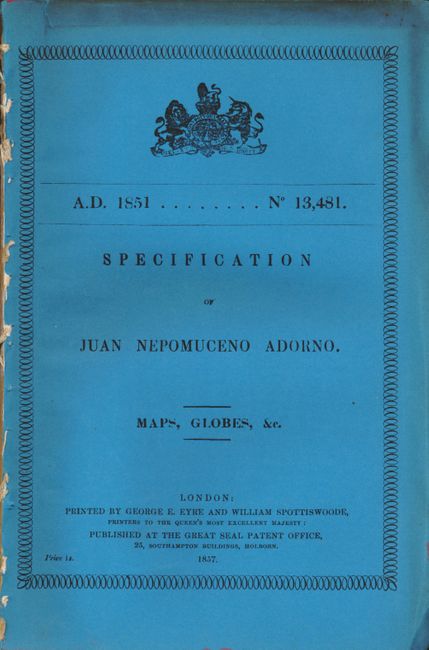 A.D. 1851 . . . . . . . . Nº 13,481.
SPECIFICATION
OF
JUAN NEPOMUCENO ADORNO.
MAPS, GLOBES, &c.
LONDON:
PRINTED BY GEORGE E. EYRE AND WILLIAM SPOTTISWOODE,
PRINTERS TO THE QUEEN'S MOST EXCELLENT MAJESTY:
PUBLISHED AT THE GREAT SEAL PATENT OFFICE,
25, SOUTHAMPTON BUILDINGS, HOLBORN.
Price 1s.
1857.